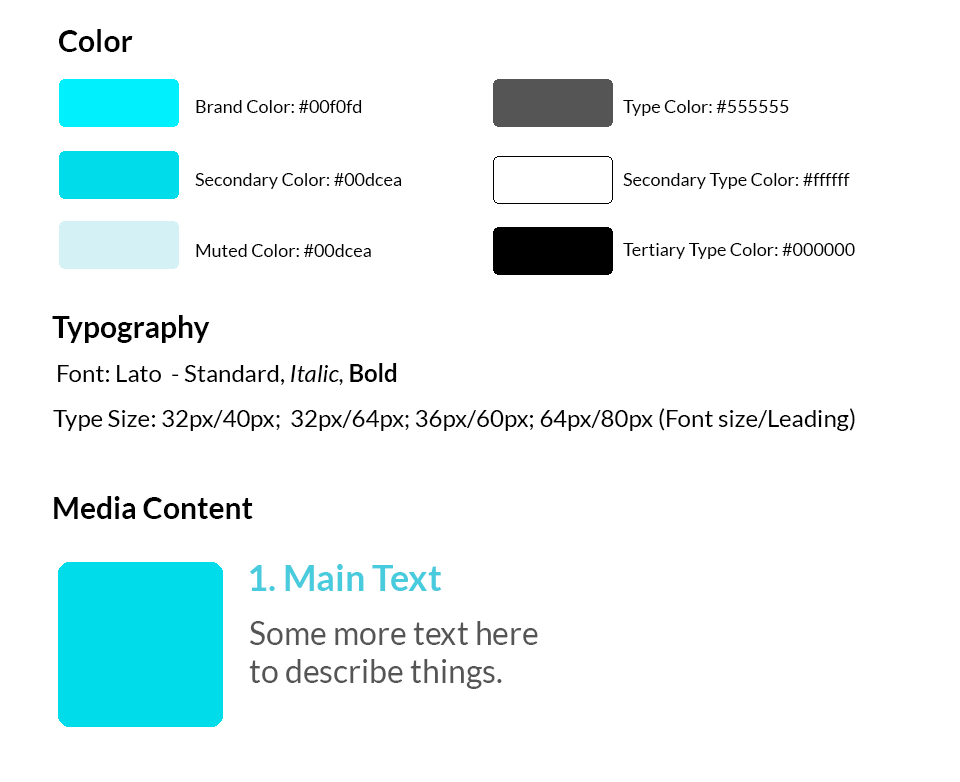 Color
Brand Color: #00f0fd
Type Color: #555555
Secondary Color: #00dcea
Secondary Type Color: #ffffff
Muted Color: #00dcea
Tertiary Type Color: #000000
Typography
Font: Lato - Standard, Italic, Bold
Type Size: 32px/40px; 32px/64px; 36px/60px; 64px/80px (Font size/Leading)
Media Content
1. Main Text
Some more text here
to describe things.